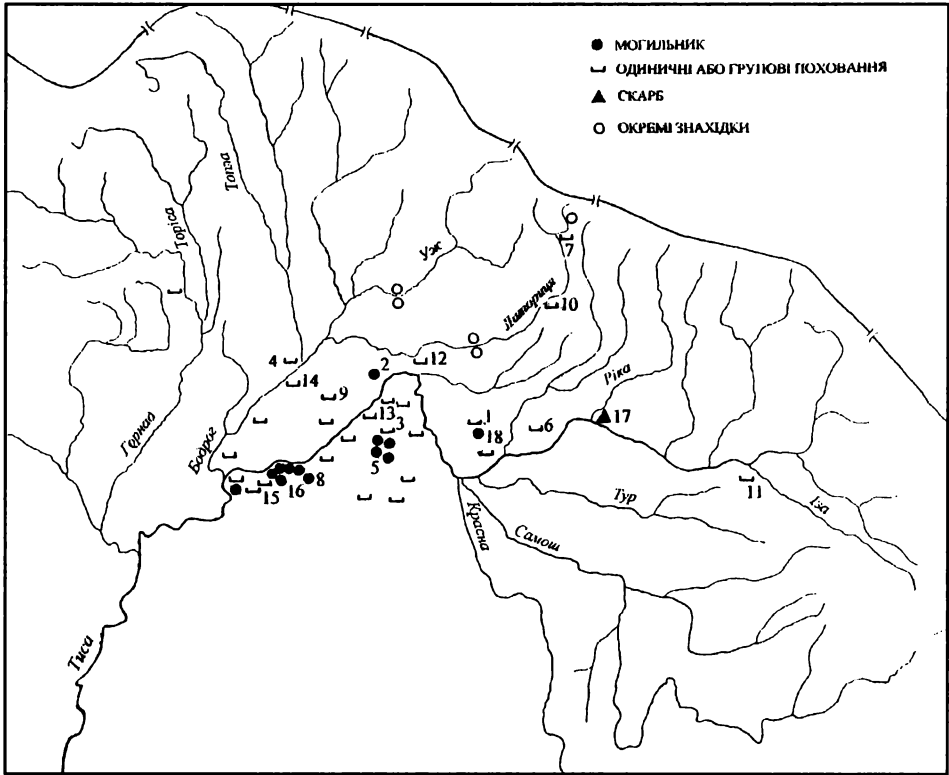 МОГИЛЬНИК
ОДИНИЧНІ АБО ГРУПОВІ ПОХОВАННЯ
СКАРБ
ОКРЕМІ ЗНАХІДКИ
Топла
Торіса
Уж
7
Латориця
10
4
2
12
14
9
Ріка
13
1
17
3
18
6
Горнад
Бодрог
5
8
15
16
11
Тур
Іза
Красна
Самош
Тиса